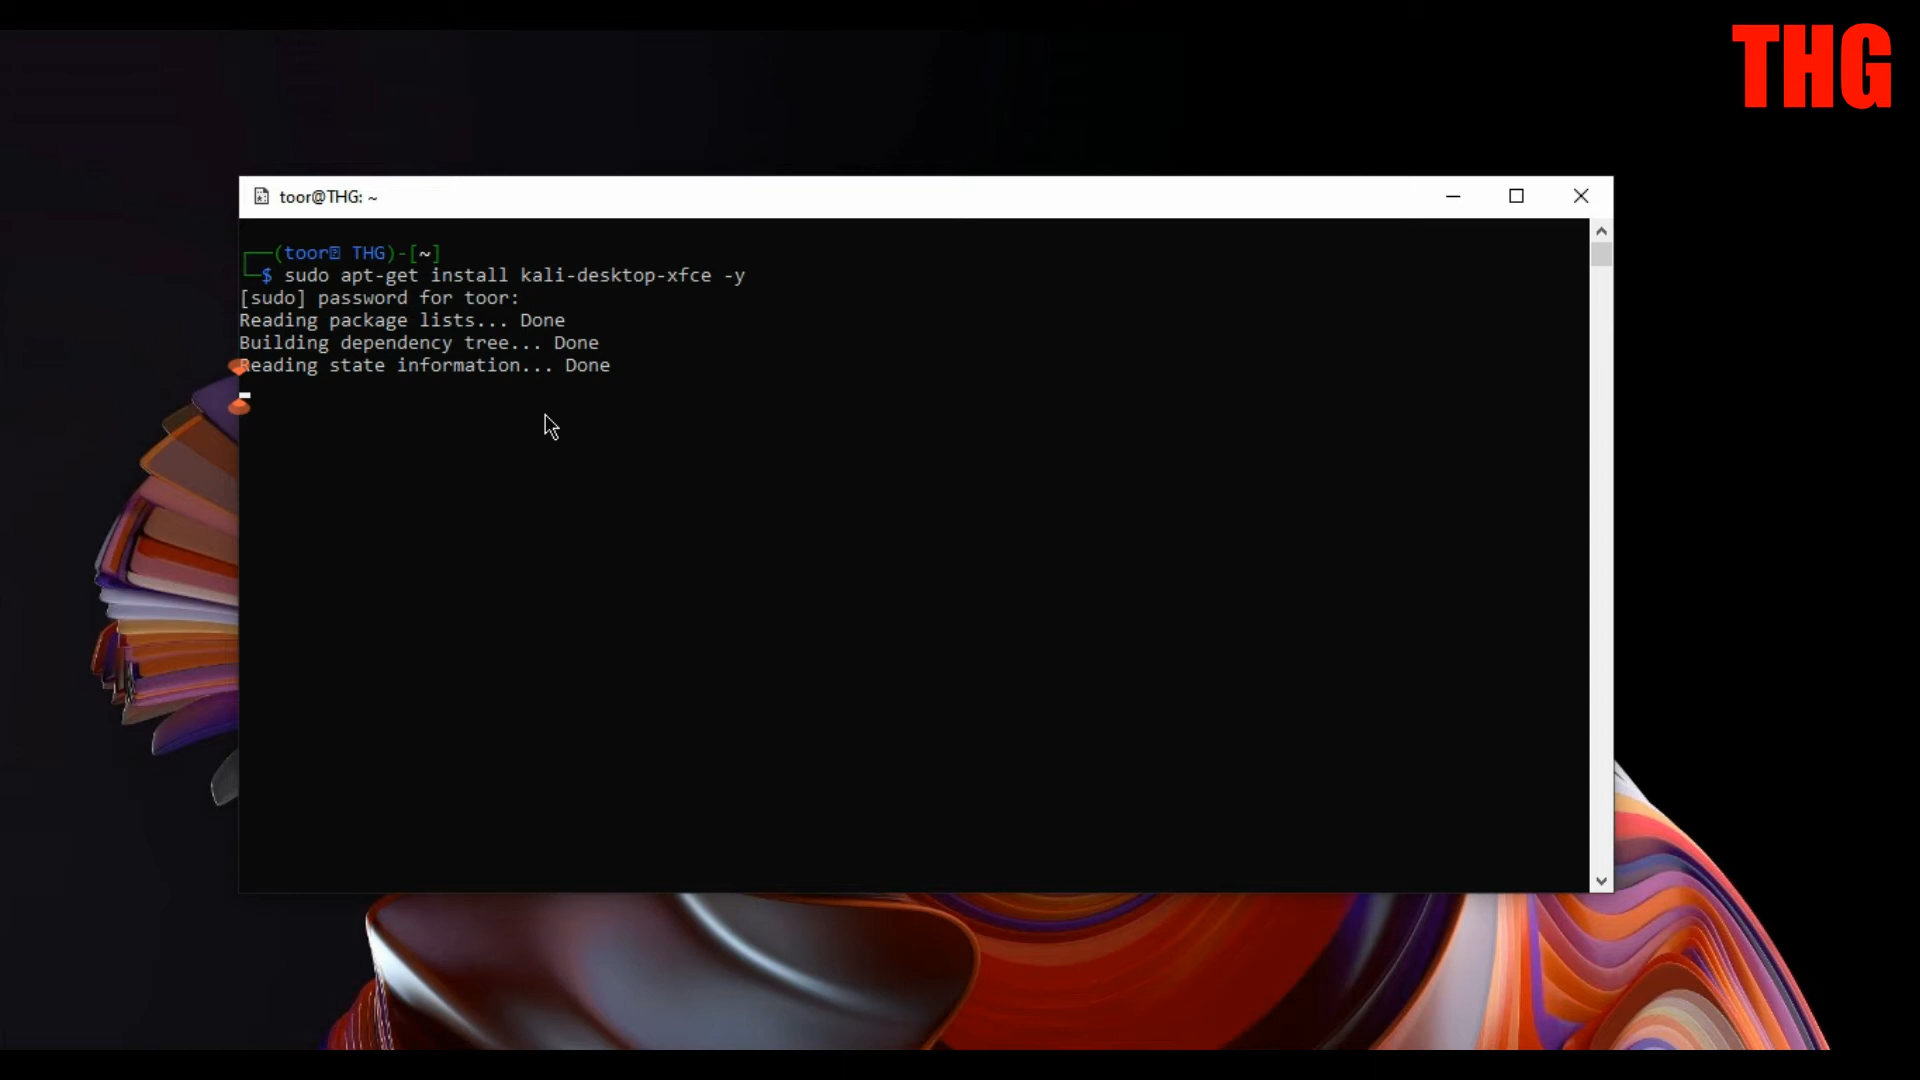 THG
toor@THG: ~
┌──(toor⍰ THG)-[~]
└─$ sudo apt-get install kali-desktop-xfce -y
[sudo] password for toor:
Reading package lists... Done
Building dependency tree... Done
Reading state information... Done